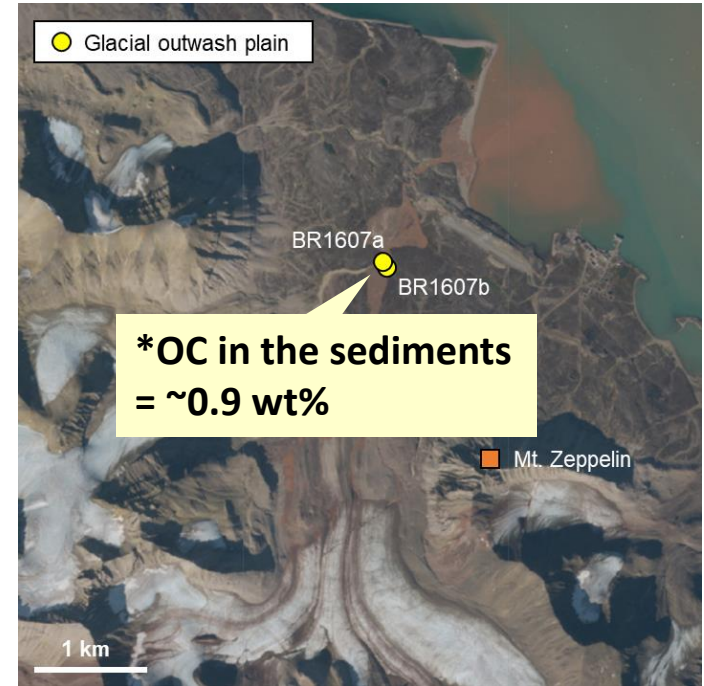 Glacial outwash plain
BR1607a
BR1607b
*OC in the sediments
= ~0.9 wt%
Mt. Zeppelin
1 km